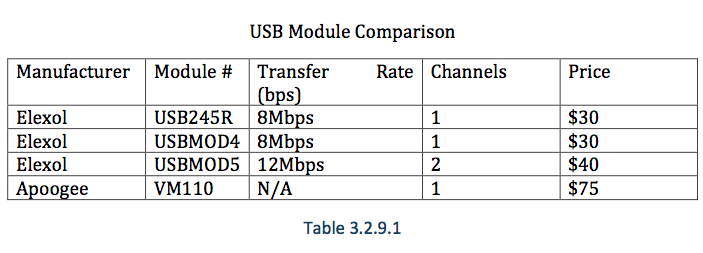 USB Module Comparison
Manufacturer Module # Transfer Rate Channels Price
(bps)
Elexol USB245R 8Mbps 1 $30
Elexol USBMOD4 8Mbps 1 $30
Elexol USBMOD5 12Mbps 2 $40
Apoogee VM110 N/A 1 $75
Table 3.2.9.1